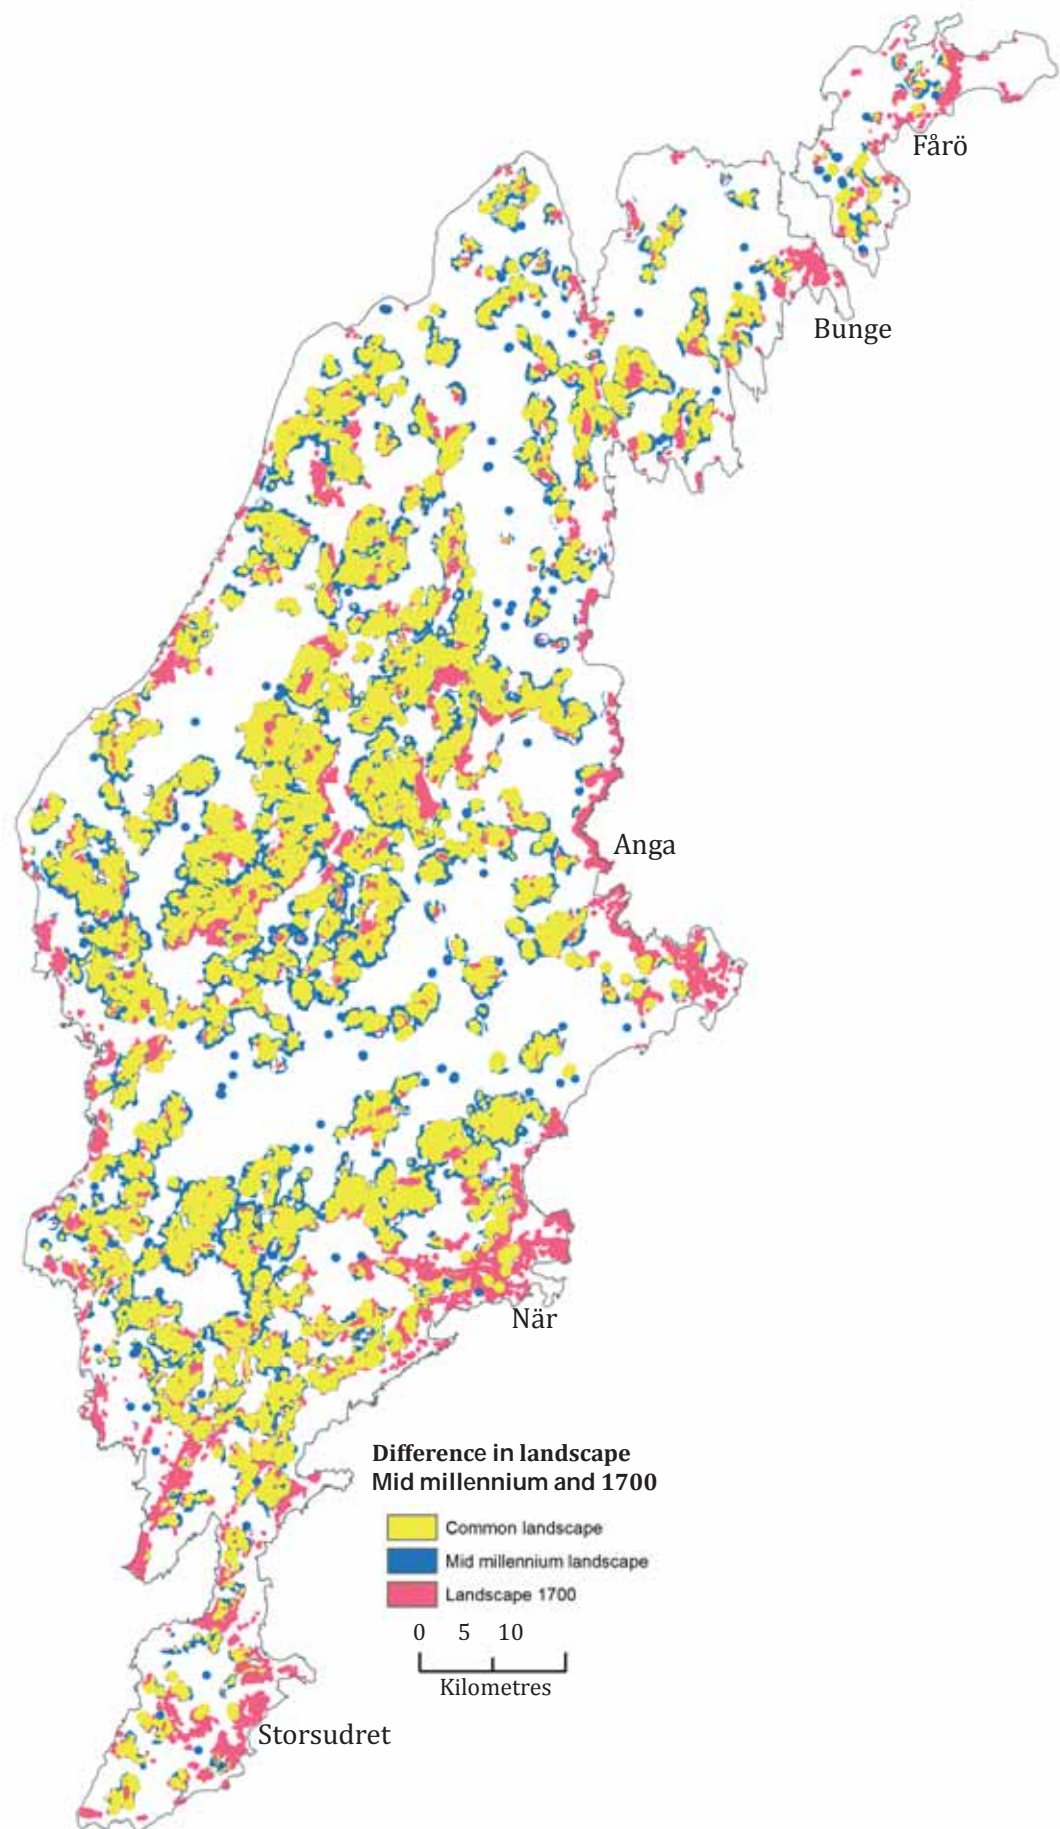 Fårö
Bunge
Anga
När
Difference in landscape
Mid millennium and 1700
Common landscape
Mid millennium landscape
Landscape 1700
0 5 10
Kilometres
Storsudret